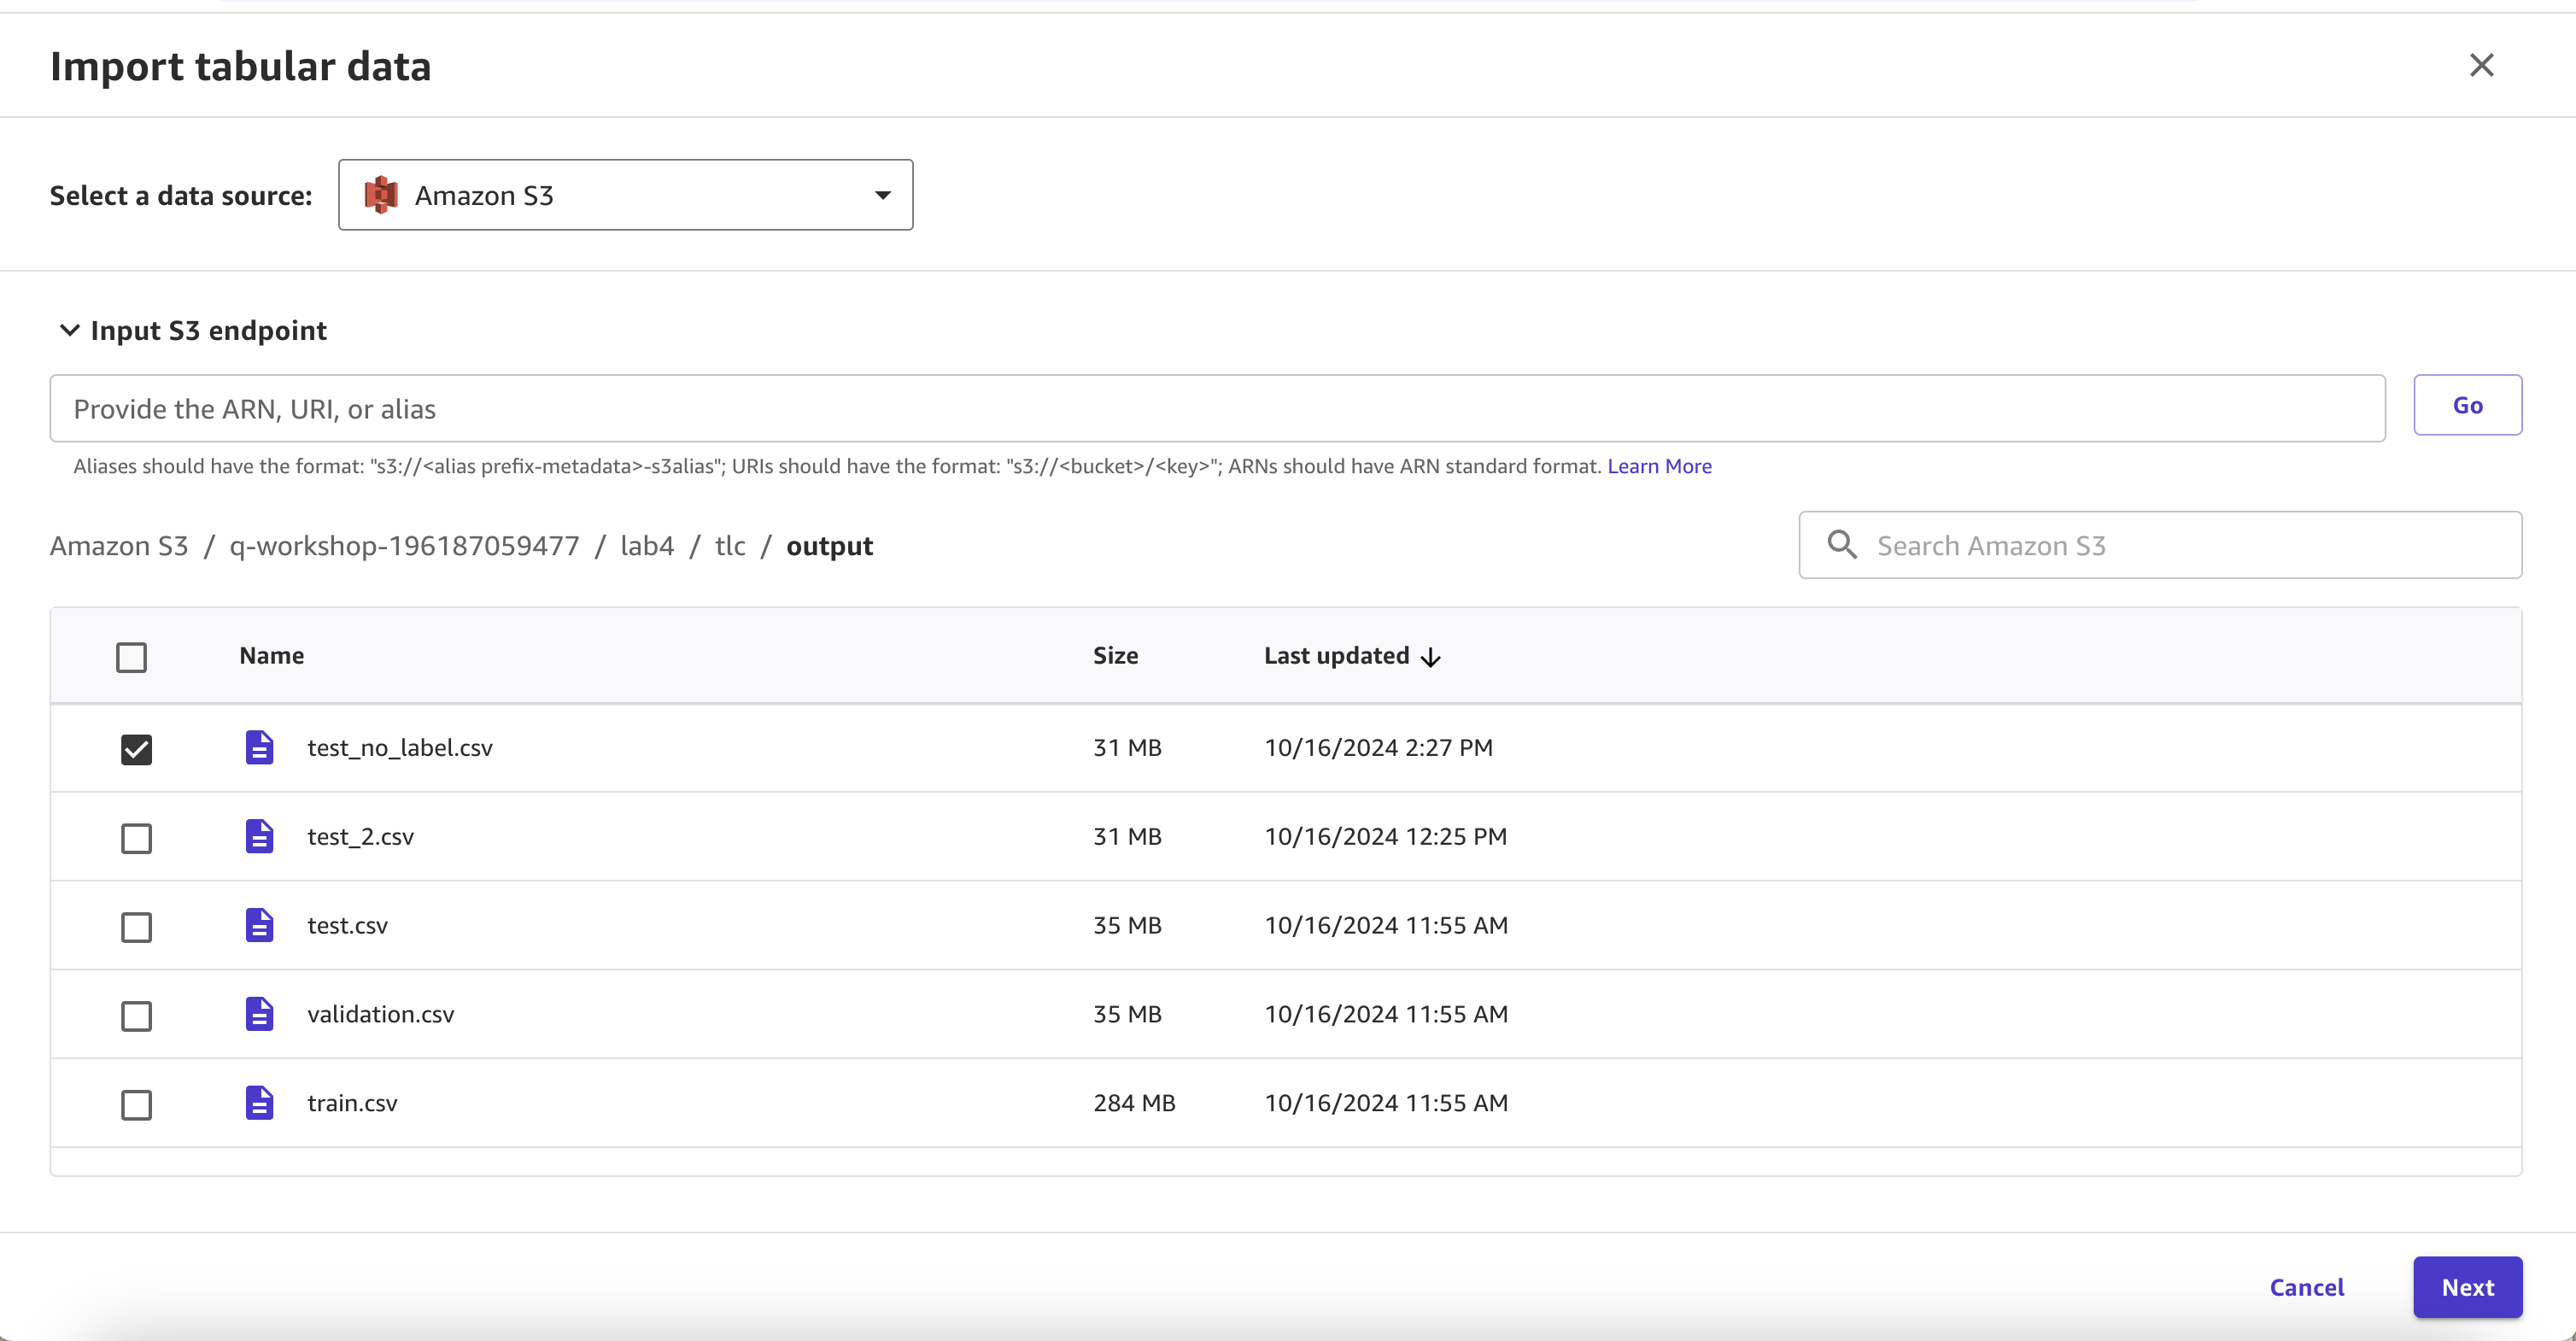 Import tabular data
Select a data source: Amazon S3
Input S3 endpoint
Provide the ARN, URI, or alias Go
Aliases should have the format: "s3://<alias prefix-metadata>-s3alias"; URIs should have the format: "s3://<bucket>/<key>"; ARNs should have ARN standard format. Learn More
Amazon S3 / q-workshop-196187059477 / lab4 / tlc / output Search Amazon S3
Name Size Last updated
test_no_label.csv 31 MB 10/16/2024 2:27 PM
test_2.csv 31 MB 10/16/2024 12:25 PM
test.csv 35 MB 10/16/2024 11:55 AM
validation.csv 35 MB 10/16/2024 11:55 AM
train.csv 284 MB 10/16/2024 11:55 AM
Cancel Next